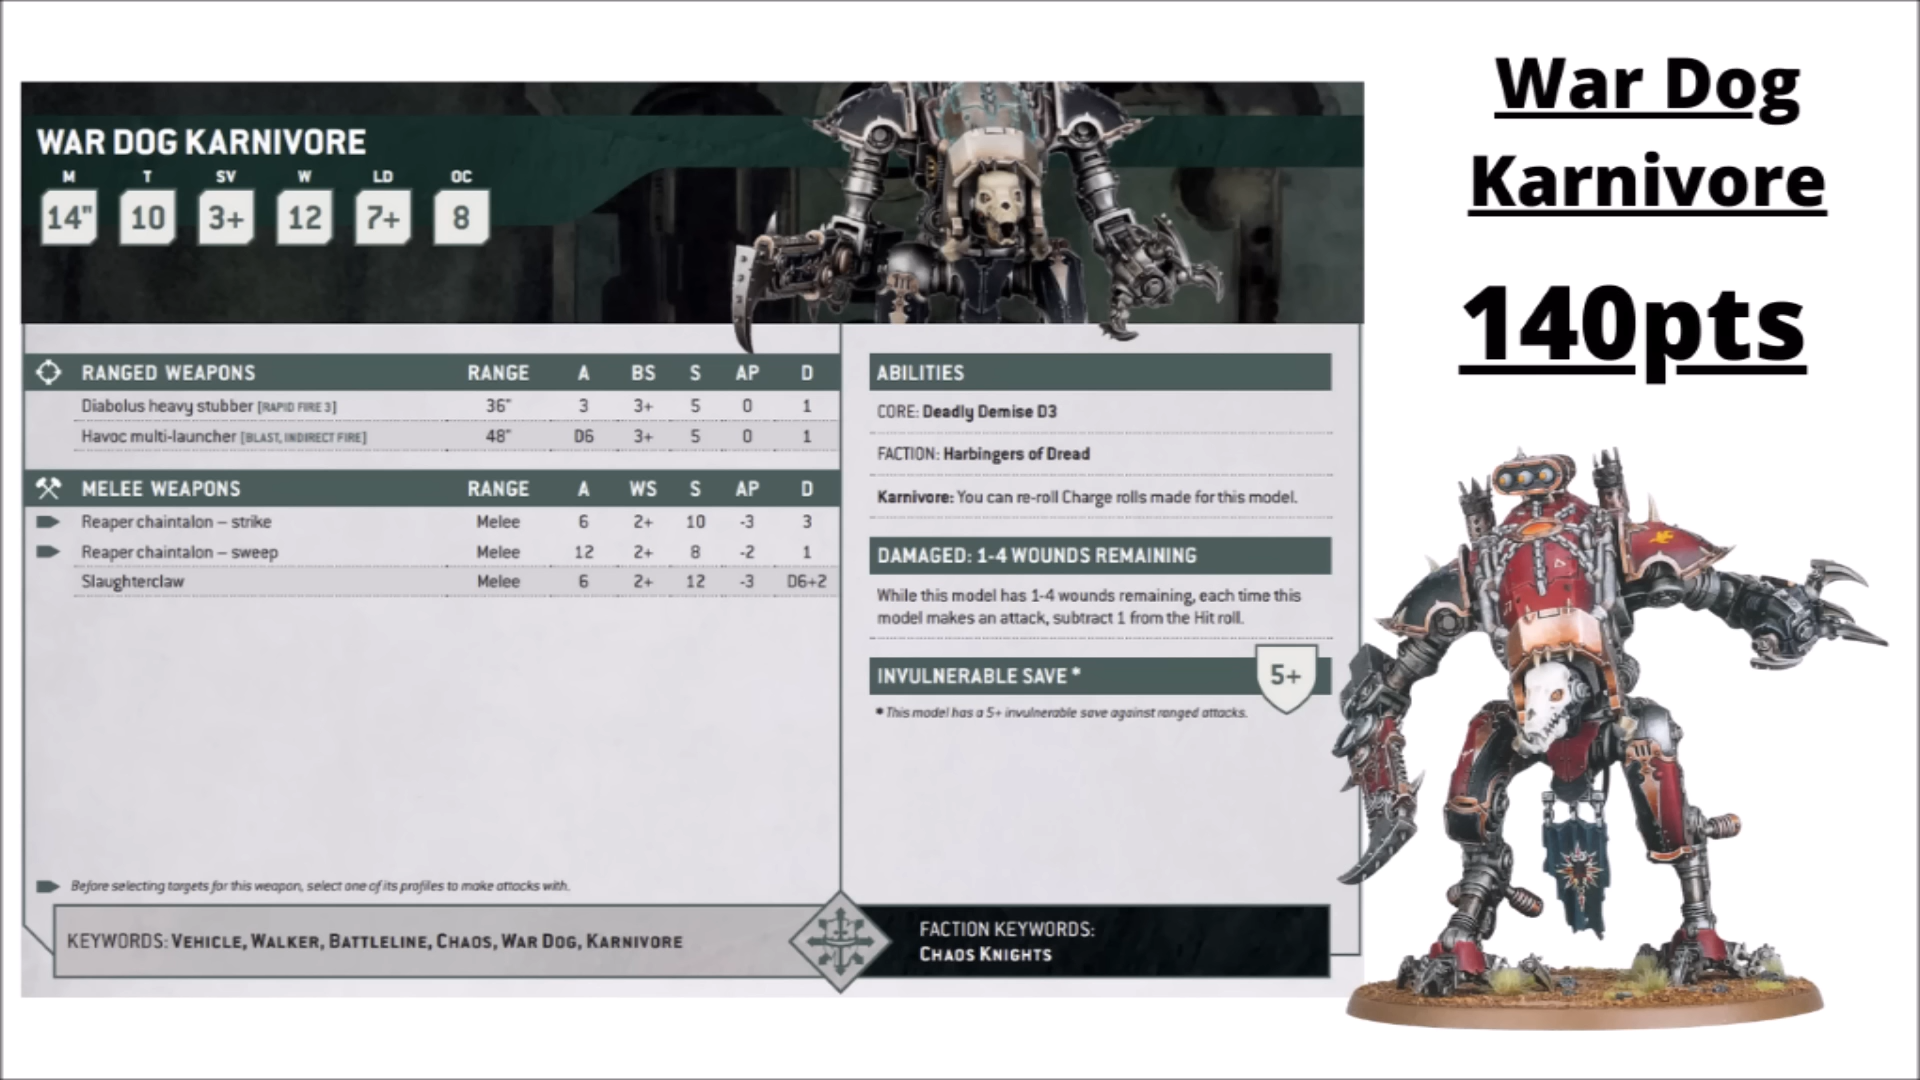 War Dog
Karnivore
140pts
WAR DOG KARNIVORE
M T SV W LD OC
14" 10 3+ 12 7+ 8
RANGED WEAPONS RANGE A BS S AP D
Diabolus heavy stubber [RAPID FIRE 3] 36" 3 3+ 5 0 1
Havoc multi-launcher [BLAST, INDIRECT FIRE] 48" D6 3+ 5 0 1
MELEE WEAPONS RANGE A WS S AP D
Reaper chaintalon – strike Melee 6 2+ 10 -3 3
Reaper chaintalon – sweep Melee 12 2+ 8 -2 1
Slaughterclaw Melee 6 2+ 12 -3 D6+2
Before selecting targets for this weapon, select one of its profiles to make attacks with.
ABILITIES
CORE: Deadly Demise D3
FACTION: Harbingers of Dread
Karnivore: You can re-roll Charge rolls made for this model.
DAMAGED: 1-4 WOUNDS REMAINING
While this model has 1-4 wounds remaining, each time this
model makes an attack, subtract 1 from the Hit roll.
INVULNERABLE SAVE * 5+
* This model has a 5+ invulnerable save against ranged attacks.
KEYWORDS: VEHICLE, WALKER, BATTLELINE, CHAOS, WAR DOG, KARNIVORE
FACTION KEYWORDS:
CHAOS KNIGHTS